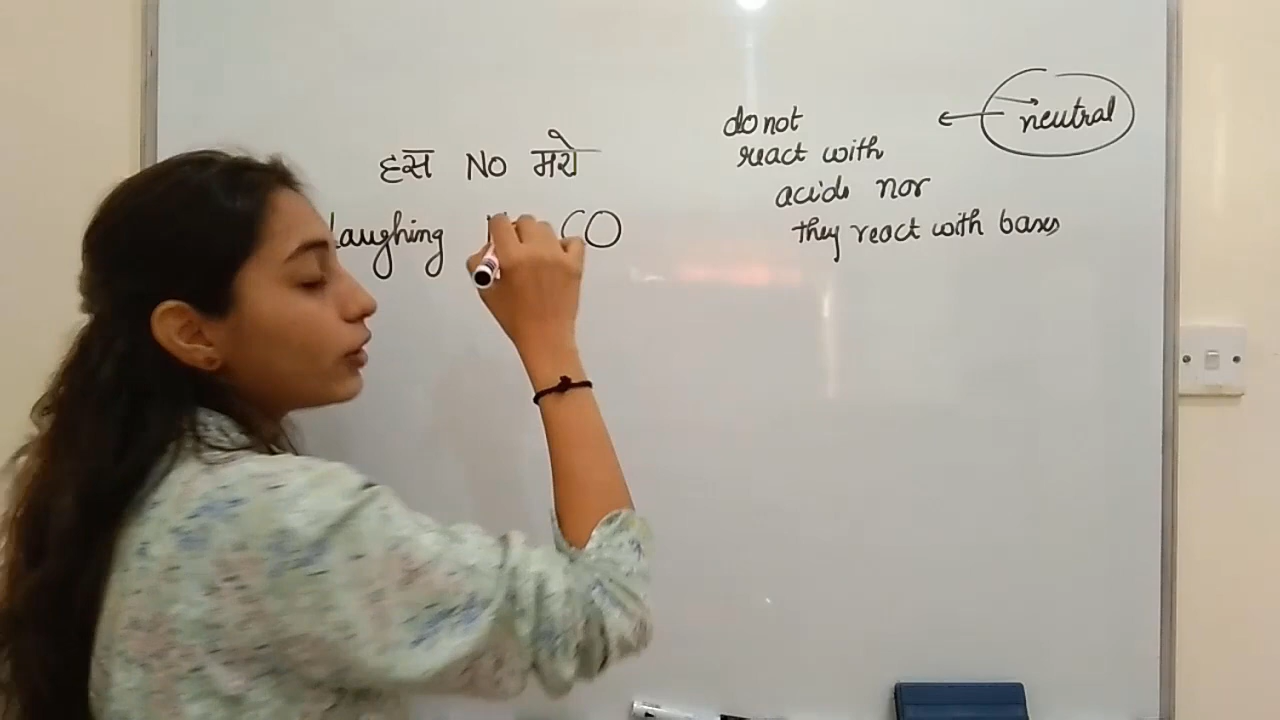 हस NO मरो
Laughing CO
neutral
do not
react with
acids nor
they react with bases